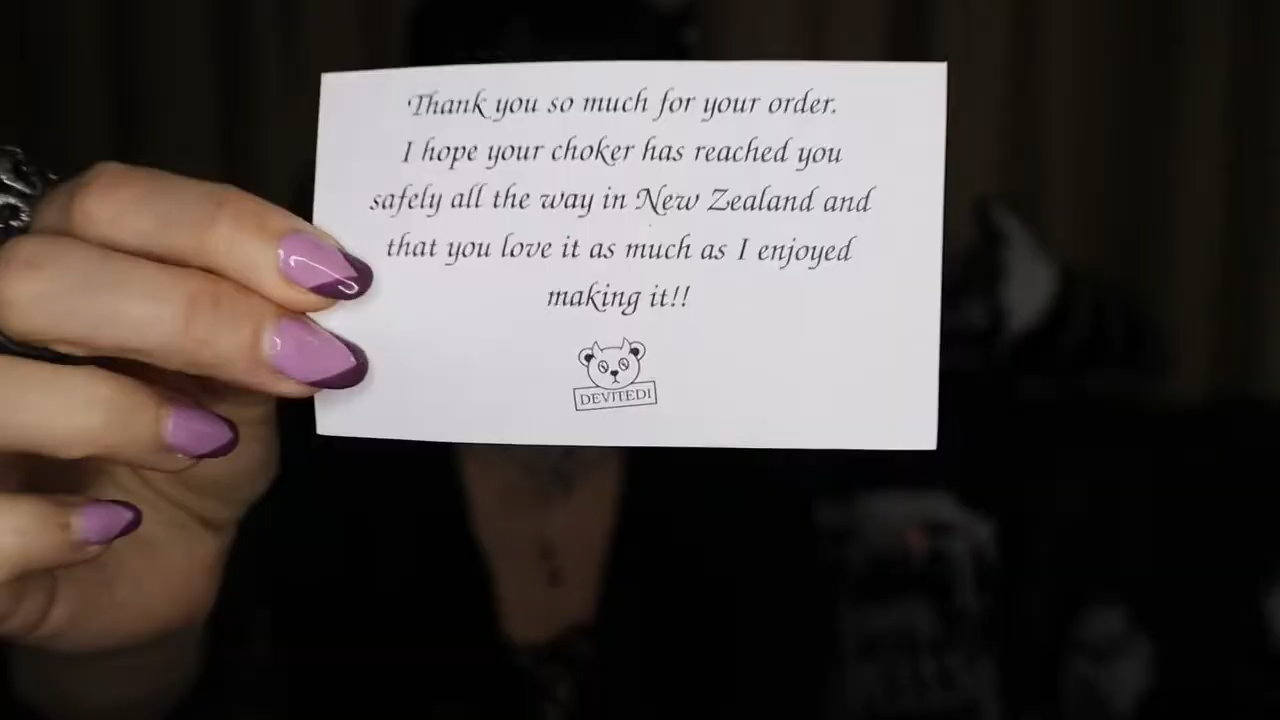 Thank you so much for your order.
I hope your choker has reached you
safely all the way in New Zealand and
that you love it as much as I enjoyed
making it!!
DEVITEDI